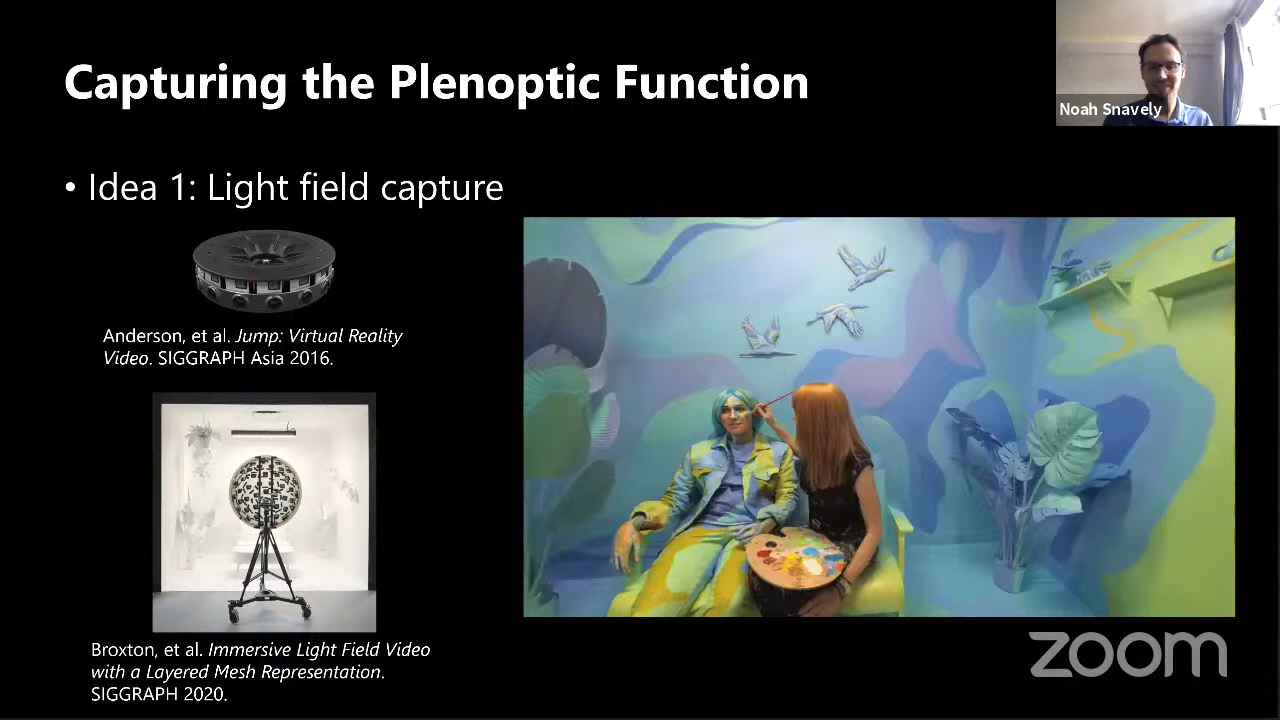 Capturing the Plenoptic Function
Noah Snavely
• Idea 1: Light field capture
Anderson, et al. Jump: Virtual Reality
Video. SIGGRAPH Asia 2016.
Broxton, et al. Immersive Light Field Video
with a Layered Mesh Representation.
SIGGRAPH 2020.
zoom